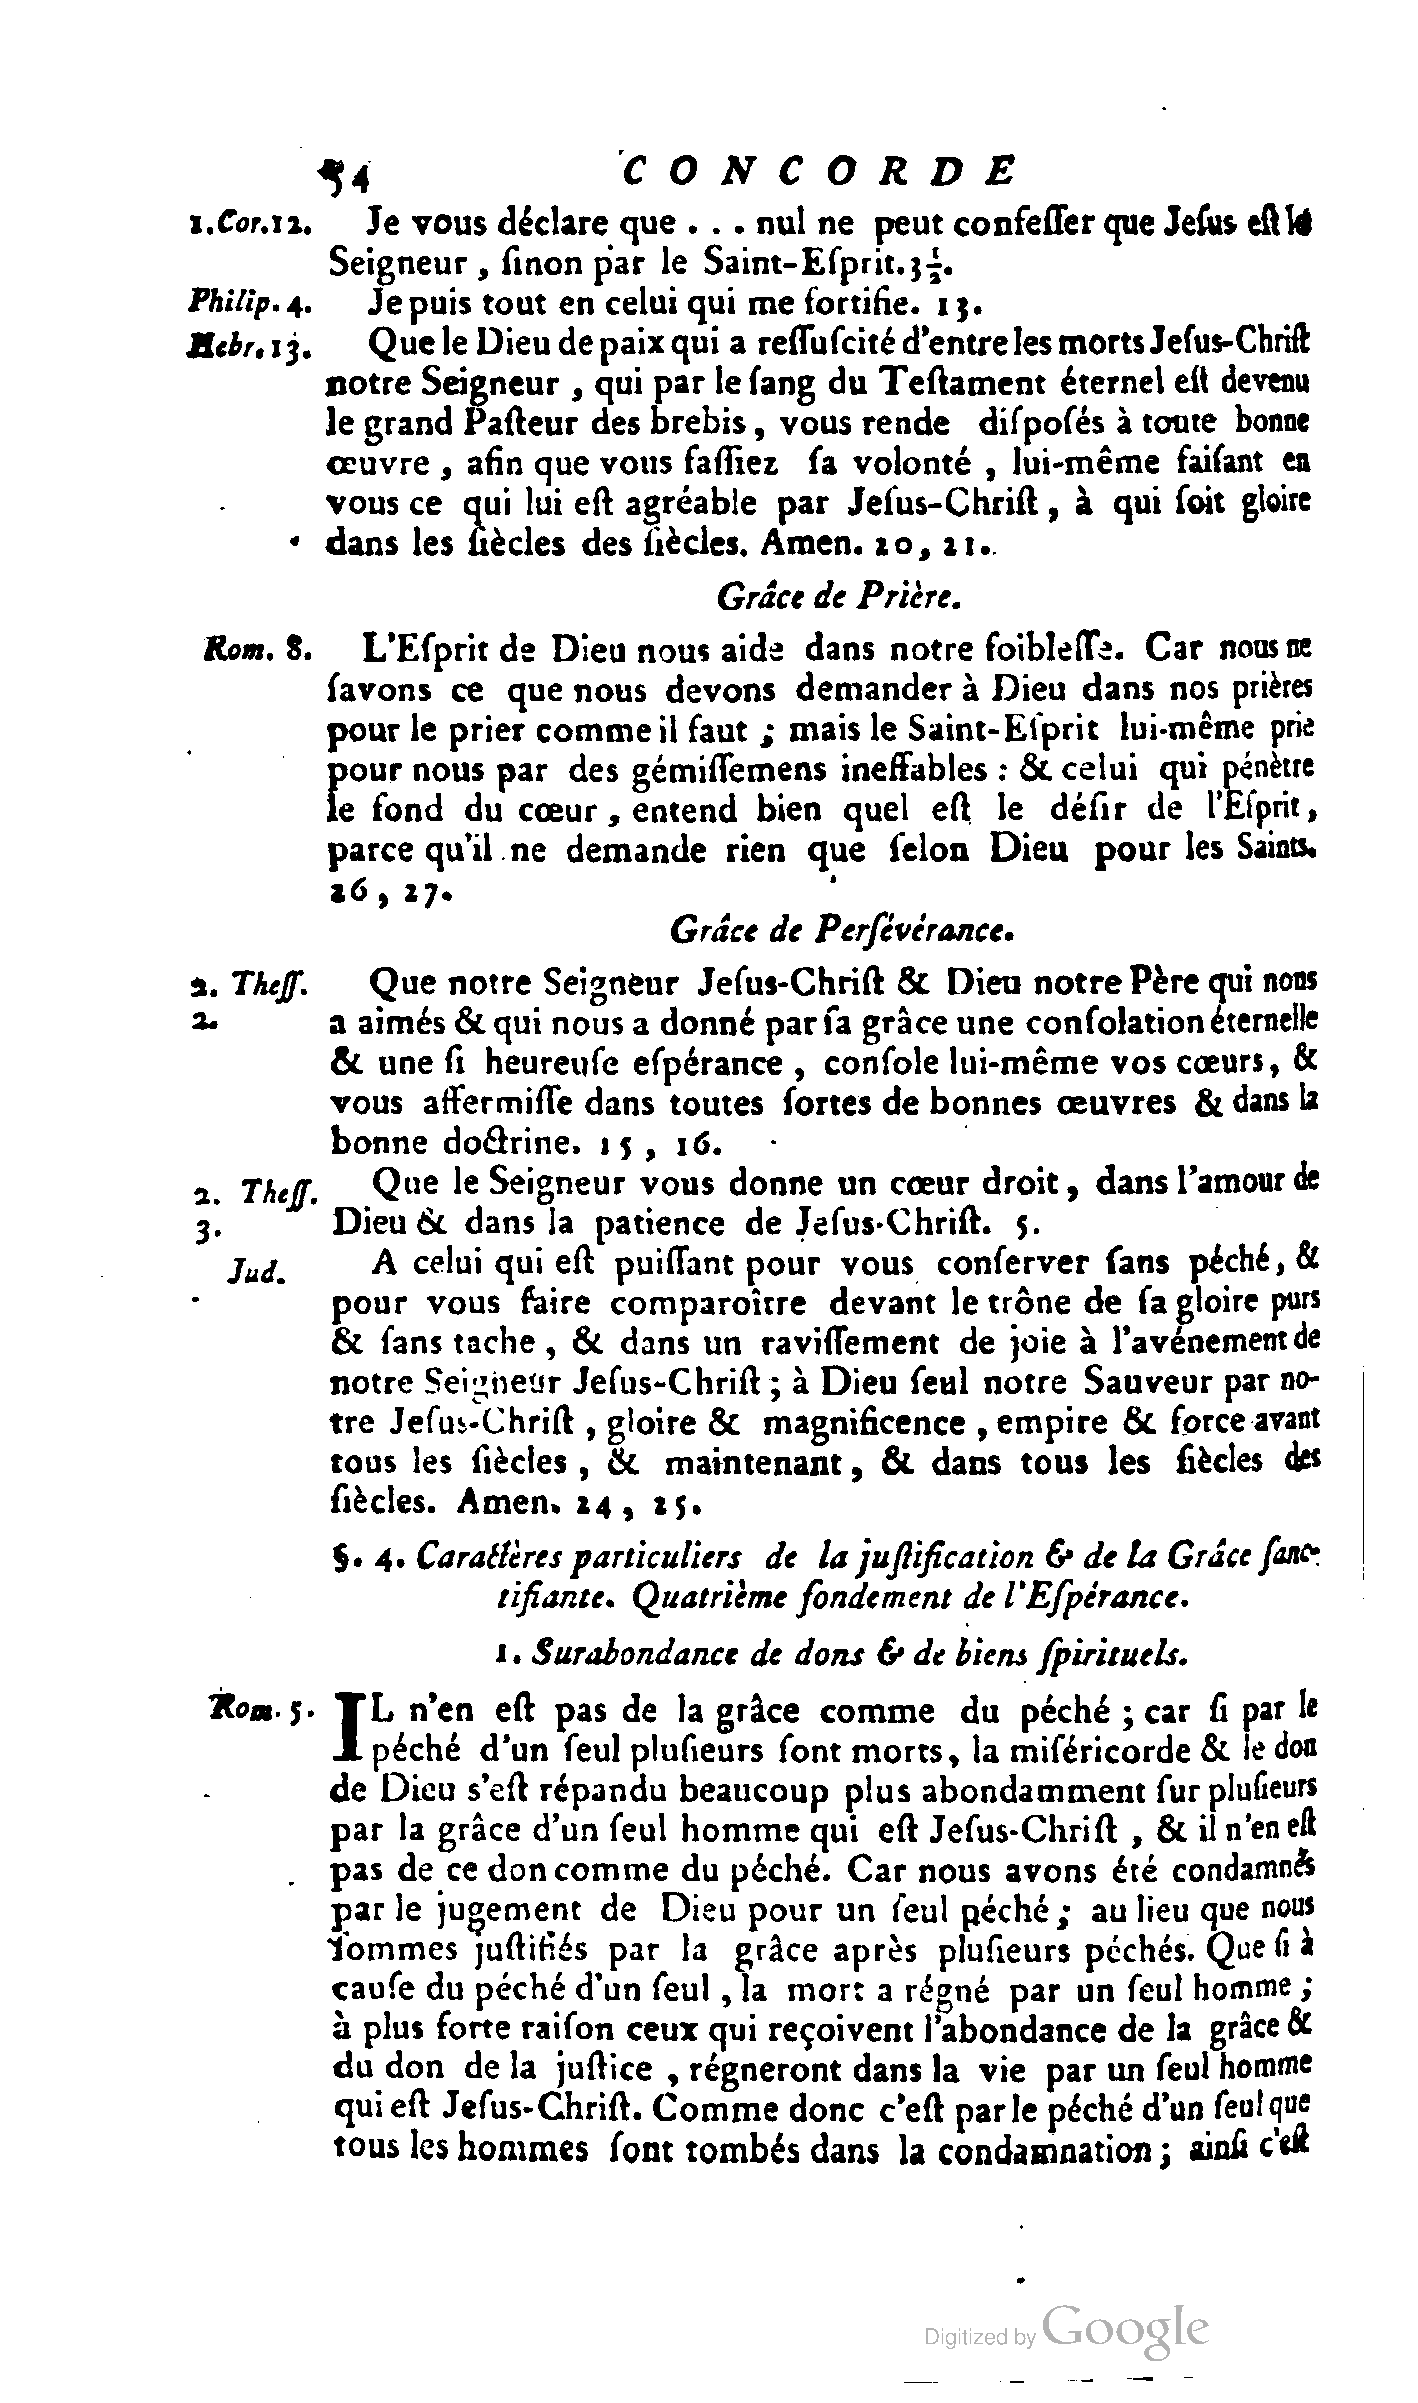 54 CONCORDE
1.Cor.12. Je vous déclare que . . . nul ne peut confeſſer que Jeſus eſt le
Seigneur , ſinon par le Saint-Eſprit. 3½.
Philip. 4. Je puis tout en celui qui me fortifie. 13.
Hebr. 13. Que le Dieu de paix qui a reſſuſcité d'entre les morts Jeſus-Chriſt
notre Seigneur , qui par le ſang du Teſtament éternel eſt devenu
le grand Paſteur des brebis , vous rende diſpoſés à toute bonne
œuvre , afin que vous faſſiez ſa volonté , lui-même faiſant en
vous ce qui lui eſt agréable par Jeſus-Chriſt , à qui ſoit gloire
dans les ſiècles des ſiècles. Amen. 20 , 21.
Grâce de Prière.
Rom. 8. L'Eſprit de Dieu nous aide dans notre foibleſſe. Car nous ne
ſavons ce que nous devons demander à Dieu dans nos prières
pour le prier comme il faut ; mais le Saint-Eſprit lui-même prie
pour nous par des gémiſſemens ineffables : & celui qui pénètre
le fond du cœur , entend bien quel eſt le déſir de l'Eſprit ,
parce qu'il ne demande rien que ſelon Dieu pour les Saints.
26 , 27.
Grâce de Perſévérance.
2. Theſſ. Que notre Seigneur Jeſus-Chriſt & Dieu notre Père qui nous
2. a aimés & qui nous a donné par ſa grâce une conſolation éternelle
& une ſi heureuſe eſpérance , conſole lui-même vos cœurs , &
vous affermiſſe dans toutes ſortes de bonnes œuvres & dans la
bonne doctrine. 15 , 16.
2. Theſſ. Que le Seigneur vous donne un cœur droit , dans l'amour de
3. Dieu & dans la patience de Jeſus-Chriſt. 5.
Jud. A celui qui eſt puiſſant pour vous conſerver ſans péché , &
pour vous faire comparoître devant le trône de ſa gloire purs
& ſans tache , & dans un raviſſement de joie à l'avénement de
notre Seigneur Jeſus-Chriſt ; à Dieu ſeul notre Sauveur par no-
tre Jeſus-Chriſt , gloire & magnificence , empire & force avant
tous les ſiècles , & maintenant , & dans tous les ſiècles des
ſiècles. Amen. 24 , 25.
§. 4. Caractères particuliers de la juſtification & de la Grâce ſanc-
tifiante. Quatrième fondement de l'Eſpérance.
1. Surabondance de dons & de biens ſpirituels.
Rom. 5. IL n'en eſt pas de la grâce comme du péché ; car ſi par le
péché d'un ſeul pluſieurs ſont morts , la miſéricorde & le don
de Dieu s'eſt répandu beaucoup plus abondamment ſur pluſieurs
par la grâce d'un ſeul homme qui eſt Jeſus-Chriſt , & il n'en eſt
pas de ce don comme du péché. Car nous avons été condamnés
par le jugement de Dieu pour un ſeul péché ; au lieu que nous
ſommes juſtifiés par la grâce après pluſieurs péchés. Que ſi à
cauſe du péché d'un ſeul , la mort a régné par un ſeul homme ;
à plus forte raiſon ceux qui reçoivent l'abondance de la grâce &
du don de la juſtice , régneront dans la vie par un ſeul homme
qui eſt Jeſus-Chriſt. Comme donc c'eſt par le péché d'un ſeul que
tous les hommes ſont tombés dans la condamnation ; ainſi c'eſt
Digitized by Google